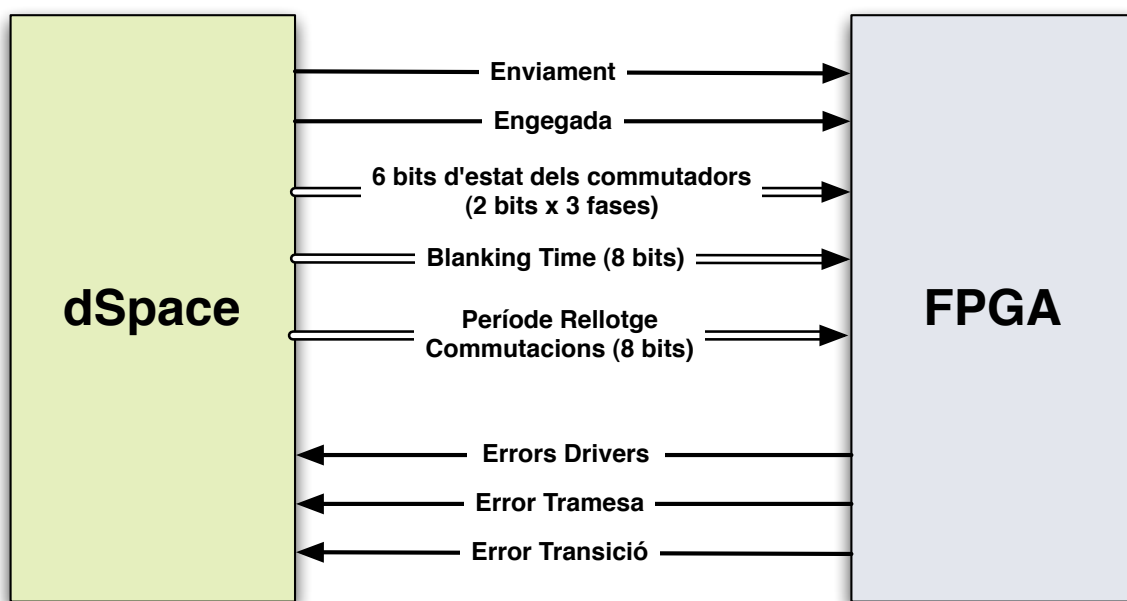 dSpace
Enviament
Engegada
6 bits d'estat dels commutadors
(2 bits x 3 fases)
Blanking Time (8 bits)
Període Rellotge
Commutacions (8 bits)
Errors Drivers
Error Tramesa
Error Transició
FPGA